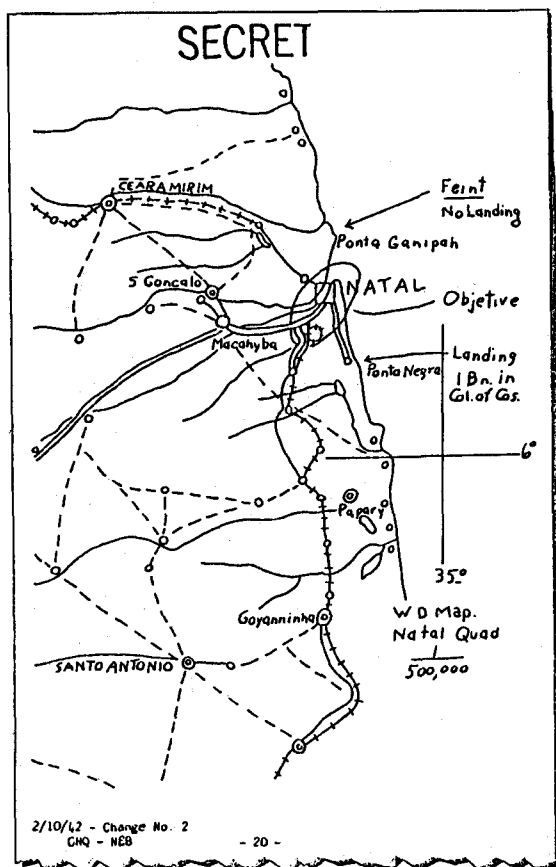 SECRET
CEARAMIRIM
Feint
No Landing
Ponta Ganipah
S Goncalo
NATAL
Objetive
Macahyba
Landing
Ponta Negra
1 Bn. in
Col. of Cos.
6°
Papary
35°
Goyanninha
W D Map.
Natal Quad
1
500,000
SANTO ANTONIO
2/10/42 - Change No. 2
GHQ - NEB
- 20 -